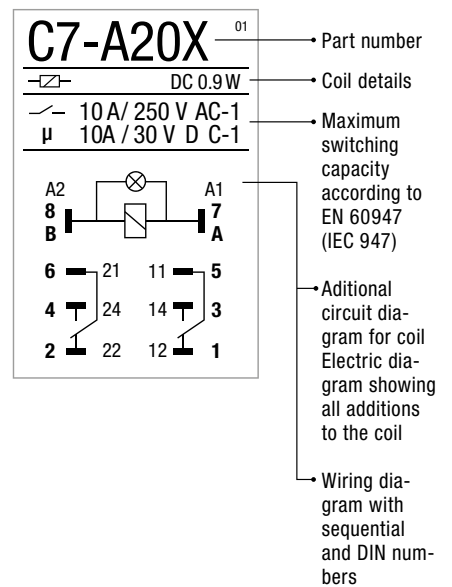 C7-A20X 01
DC 0.9 W
10 A/ 250 V AC-1
µ 10A / 30 V D C-1
A2 A1
8 7
B A
6 21 11 5
4 24 14 3
2 22 12 1
Part number
Coil details
Maximum
switching
capacity
according to
EN 60947
(IEC 947)
Aditional
circuit dia-
gram for coil
Electric dia-
gram showing
all additions
to the coil
Wiring dia-
gram with
sequential
and DIN num-
bers